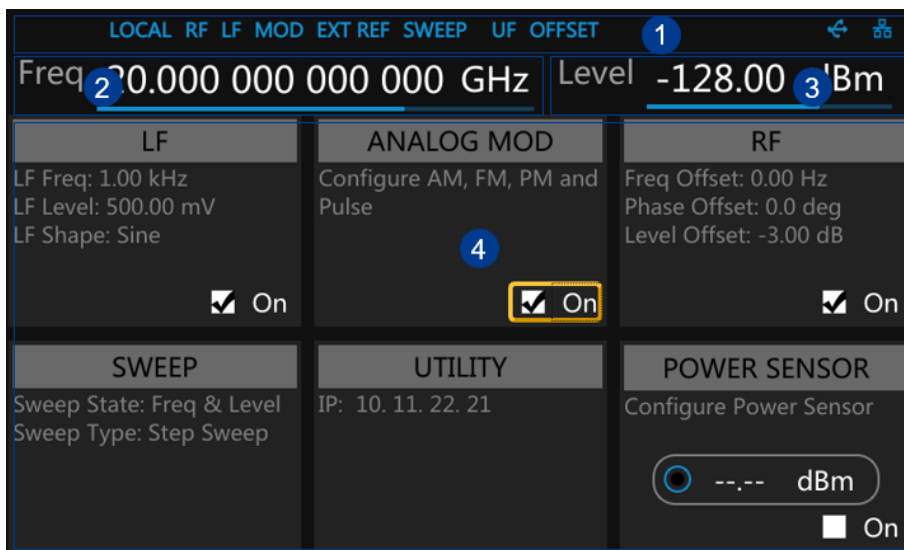 LOCAL RF LF MOD EXT REF SWEEP UF OFFSET 1
Freq 2 20.000 000 000 000 GHz Level -128.00 3 dBm
LF ANALOG MOD RF
LF Freq: 1.00 kHz Configure AM, FM, PM and Freq Offset: 0.00 Hz
LF Level: 500.00 mV Pulse Phase Offset: 0.0 deg
LF Shape: Sine 4 Level Offset: -3.00 dB
On On On
SWEEP UTILITY POWER SENSOR
Sweep State: Freq & Level IP: 10. 11. 22. 21 Configure Power Sensor
Sweep Type: Step Sweep
--.-- dBm
On